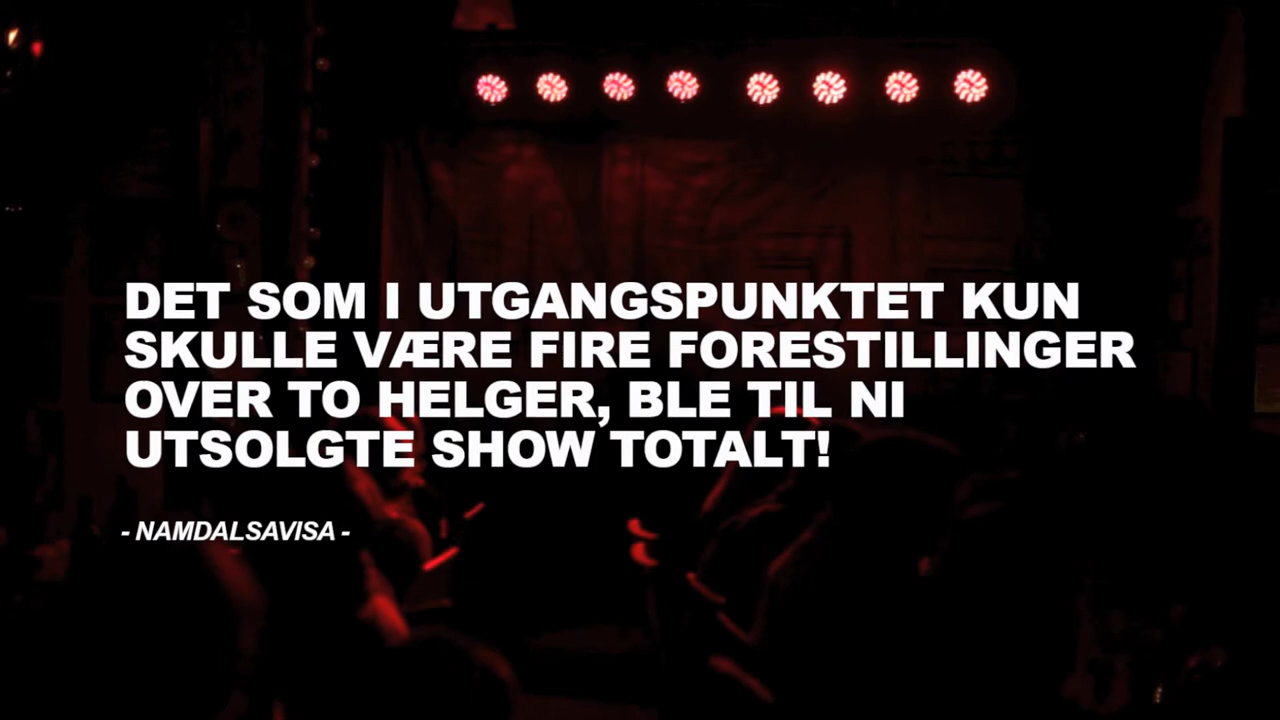 DET SOM I UTGANGSPUNKTET KUN
SKULLE VÆRE FIRE FORESTILLINGER
OVER TO HELGER, BLE TIL NI
UTSOLGTE SHOW TOTALT!
- NAMDALSAVISA -